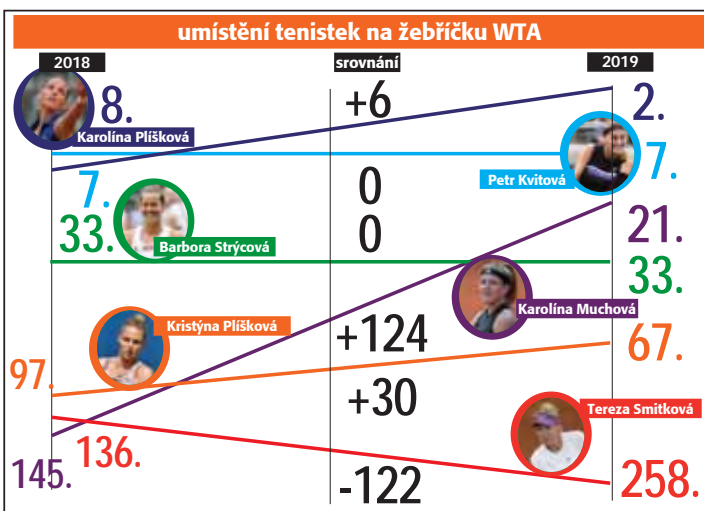 umístění tenistek na žebříčku WTA
2018 srovnání 2019
8. +6 2.
Karolína Plíšková
7. 0 Petr Kvitová 7.
33. 0 21.
Barbora Strýcová
33.
Kristýna Plíšková Karolína Muchová
+124 67.
97.
+30
Tereza Smitková
136.
145. -122 258.